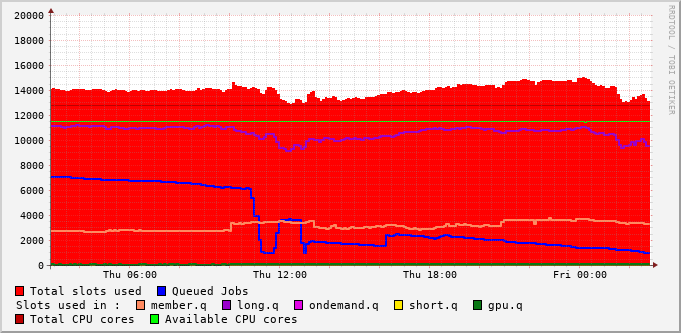 20000
18000
16000
14000
12000
10000
8000
6000
4000
2000
0
Thu 06:00 Thu 12:00 Thu 18:00 Fri 00:00
RRDTOOL / TOBI OETIKER
Total slots used Queued Jobs
Slots used in : member.q long.q ondemand.q short.q gpu.q
Total CPU cores Available CPU cores